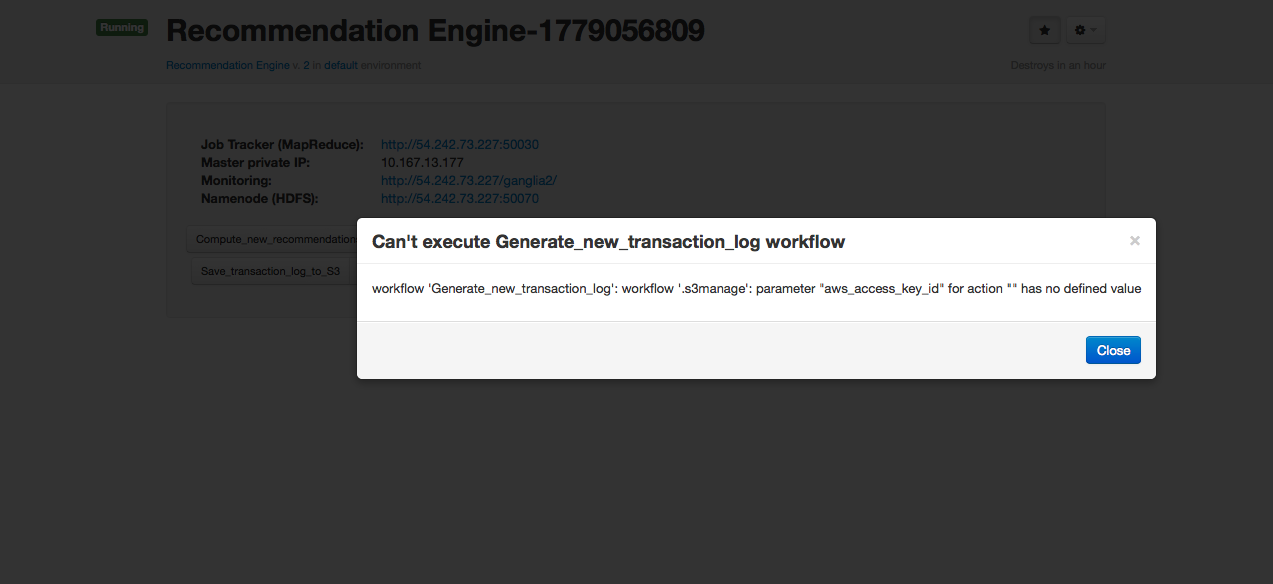 Running
Recommendation Engine-1779056809
Recommendation Engine v. 2 in default environment
Destroys in an hour
Job Tracker (MapReduce): http://54.242.73.227:50030
Master private IP: 10.167.13.177
Monitoring: http://54.242.73.227/ganglia2/
Namenode (HDFS): http://54.242.73.227:50070
Compute_new_recommendation
Save_transaction_log_to_S3
Can't execute Generate_new_transaction_log workflow
×
workflow 'Generate_new_transaction_log': workflow '.s3manage': parameter "aws_access_key_id" for action "" has no defined value
Close